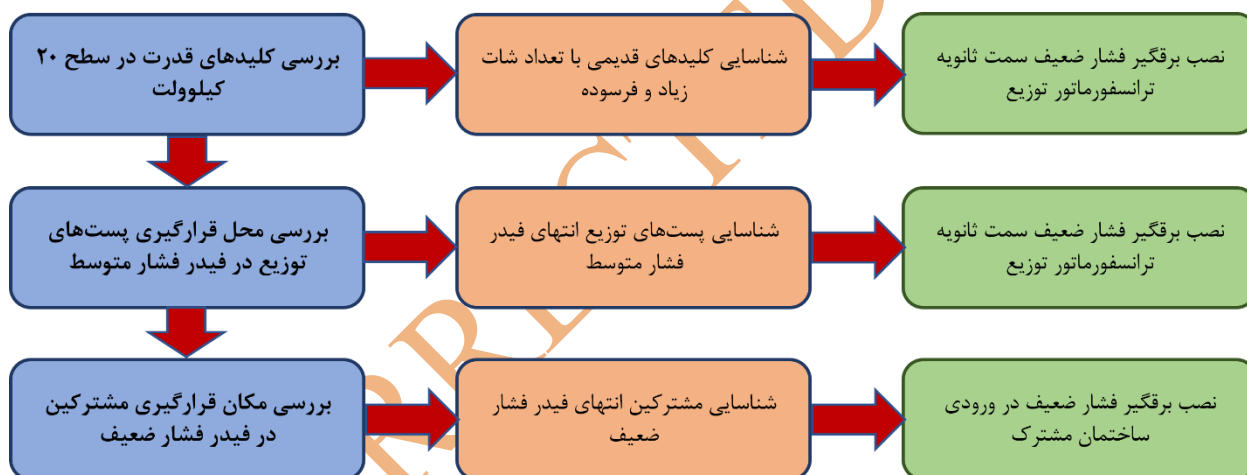 بررسی کلیدهای قدرت در سطح ۲۰
کیلوولت
شناسایی کلیدهای قدیمی با تعداد شات
زیاد و فرسوده
نصب برقگیر فشار ضعیف سمت ثانویه
ترانسفورماتور توزیع
بررسی محل قرارگیری پست‌های
توزیع در فیدر فشار متوسط
شناسایی پست‌های توزیع انتهای فیدر
فشار متوسط
نصب برقگیر فشار ضعیف سمت ثانویه
ترانسفورماتور توزیع
بررسی مکان قرارگیری مشترکین
در فیدر فشار ضعیف
شناسایی مشترکین انتهای فیدر فشار
ضعیف
نصب برقگیر فشار ضعیف در ورودی
ساختمان مشترک